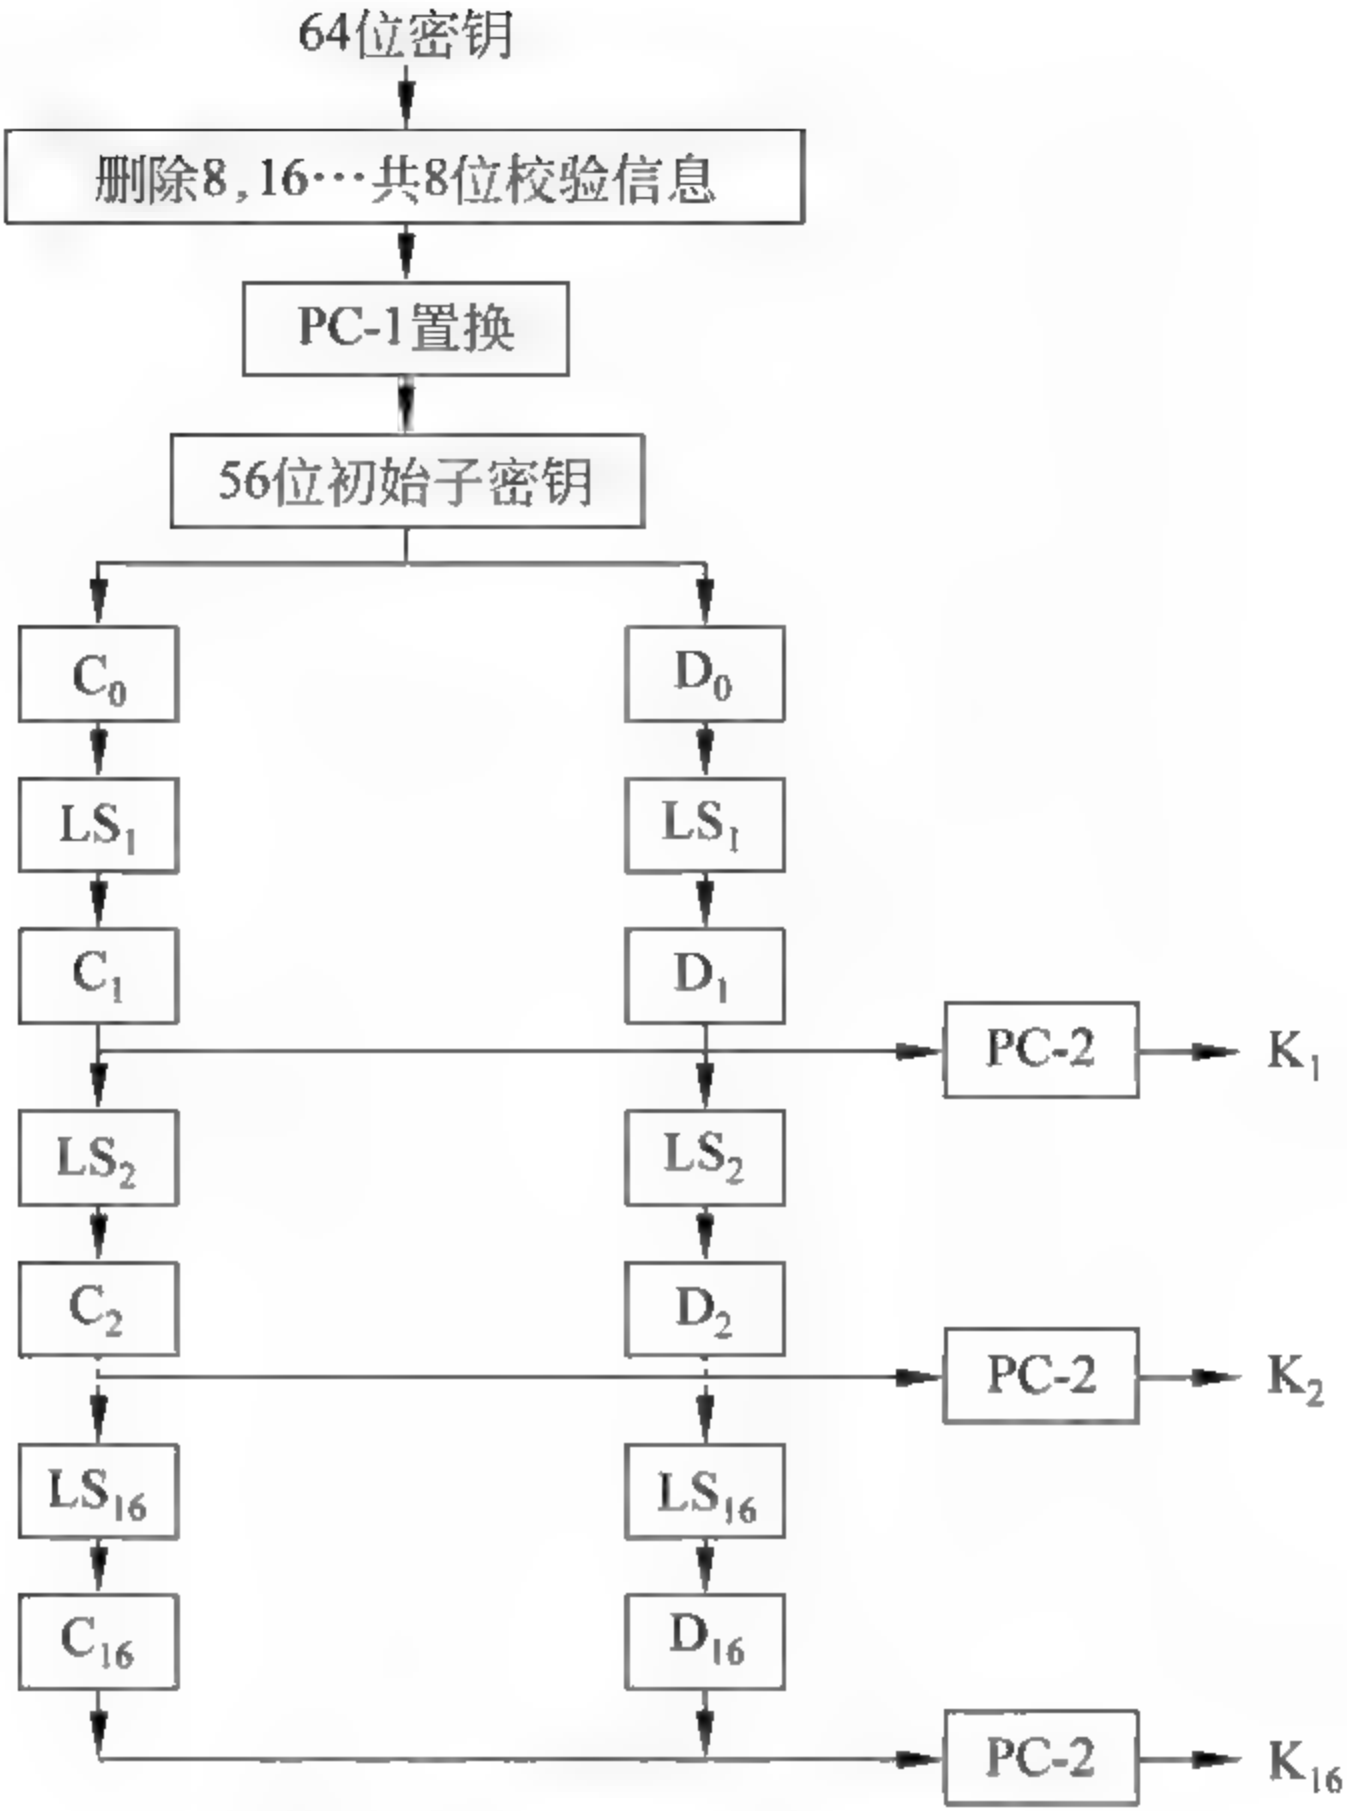 64位密钥
删除8,16…共8位校验信息
PC-1置换
56位初始子密钥
C₀ D₀
LS₁ LS₁
C₁ D₁
PC-2 K₁
LS₂ LS₂
C₂ D₂
PC-2 K₂
LS₁₆ LS₁₆
C₁₆ D₁₆
PC-2 K₁₆